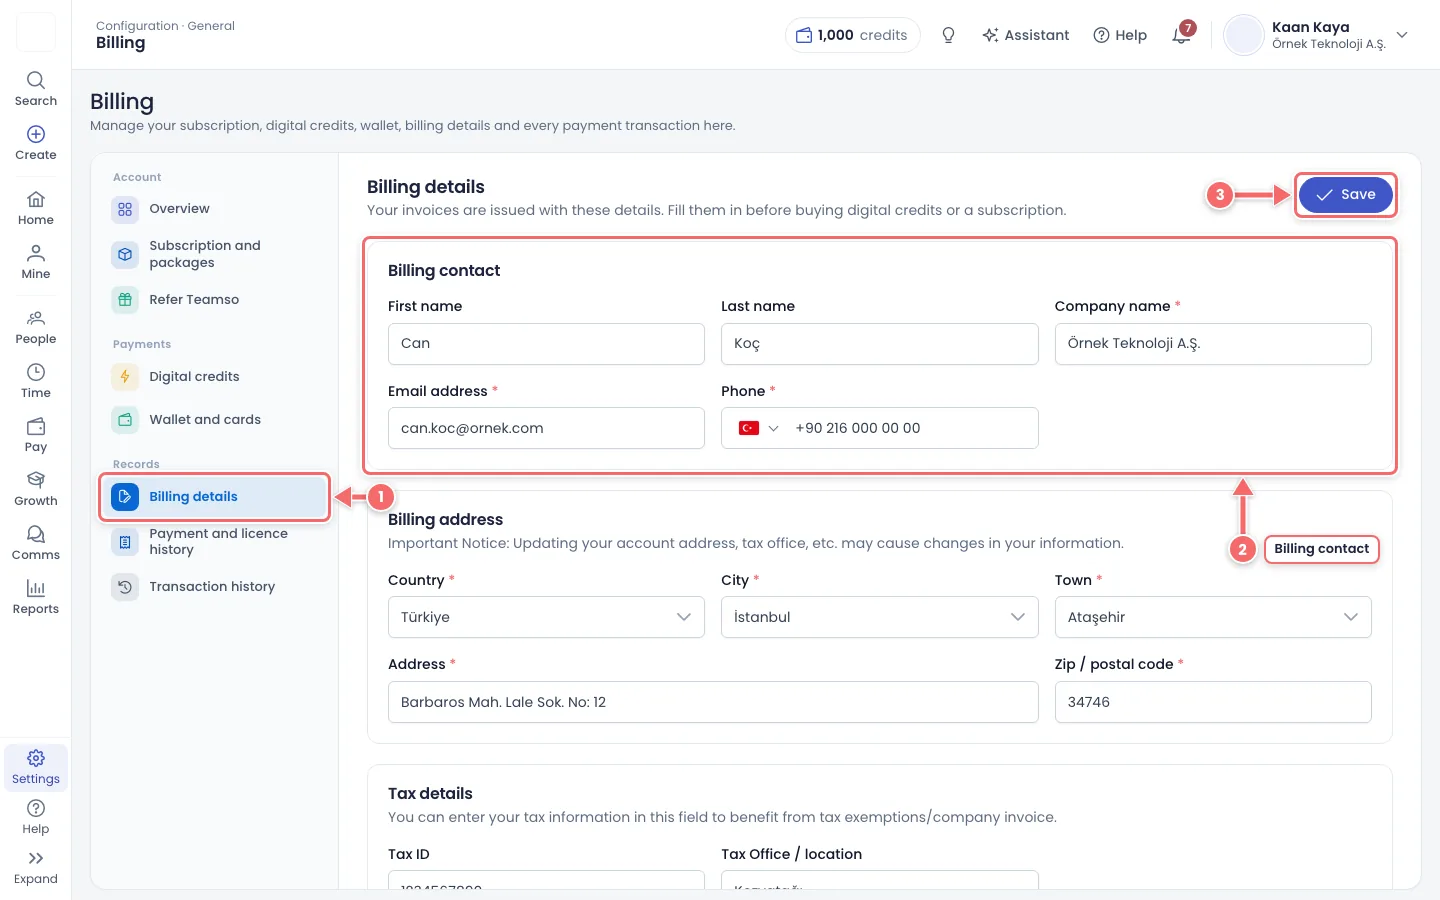 Configuration · General
Billing
1,000 credits
Assistant
Help
7
Kaan Kaya
Örnek Teknoloji A.Ş.
Search
Create
Home
Mine
People
Time
Pay
Growth
Comms
Reports
Settings
Help
Expand
Billing
Manage your subscription, digital credits, wallet, billing details and every payment transaction here.
Account
Overview
Subscription and
packages
Refer Teamso
Payments
Digital credits
Wallet and cards
Records
Billing details
1
Payment and licence
history
Transaction history
Billing details
Your invoices are issued with these details. Fill them in before buying digital credits or a subscription.
3
Save
Billing contact
First name
Last name
Company name *
Can
Koç
Örnek Teknoloji A.Ş.
Email address *
Phone *
can.koc@ornek.com
+90 216 000 00 00
Billing address
Important Notice: Updating your account address, tax office, etc. may cause changes in your information.
2
Billing contact
Country *
City *
Town *
Türkiye
İstanbul
Ataşehir
Address *
Zip / postal code *
Barbaros Mah. Lale Sok. No: 12
34746
Tax details
You can enter your tax information in this field to benefit from tax exemptions/company invoice.
Tax ID
Tax Office / location